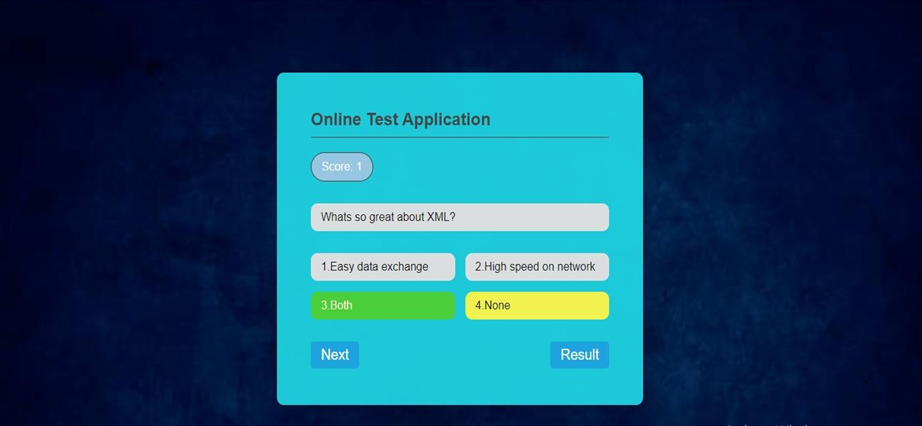 Online Test Application
Score: 1
Whats so great about XML?
1.Easy data exchange
2.High speed on network
3.Both
4.None
Next
Result